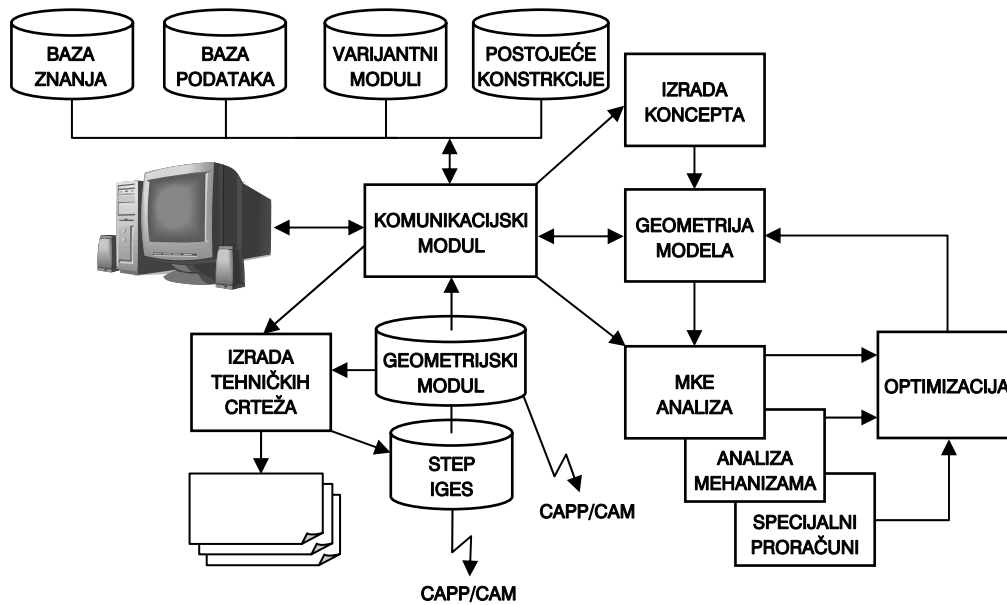 BAZA
ZNANJA
BAZA
PODATAKA
VARIJANTNI
MODULI
POSTOJEĆE
KONSTRKCIJE
IZRADA
KONCEPTA
KOMUNIKACIJSKI
MODUL
GEOMETRIJA
MODELA
IZRADA
TEHNIČKIH
CRTEŽA
GEOMETRIJSKI
MODUL
MKE
ANALIZA
OPTIMIZACIJA
STEP
IGES
ANALIZA
MEHANIZAMA
CAPP/CAM
SPECIJALNI
PRORAČUNI
CAPP/CAM